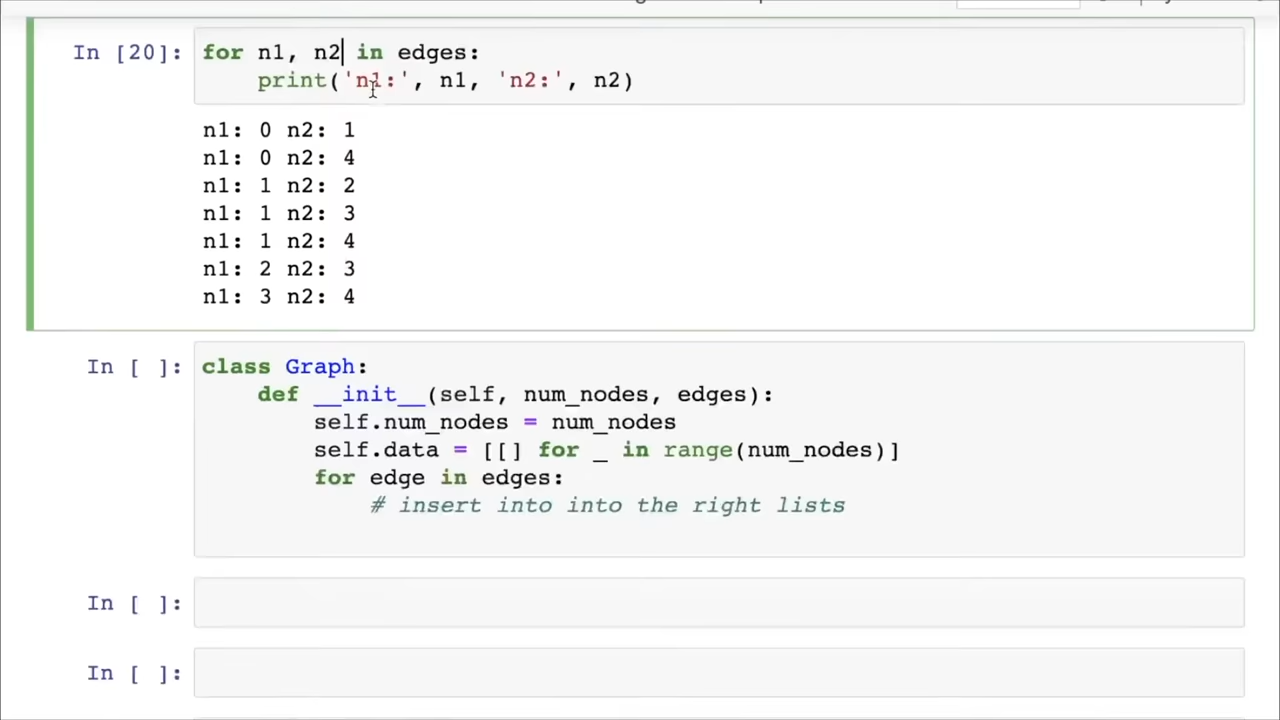 In [20]: for n1, n2 in edges:
    print('n1:', n1, 'n2:', n2)
n1: 0 n2: 1
n1: 0 n2: 4
n1: 1 n2: 2
n1: 1 n2: 3
n1: 1 n2: 4
n1: 2 n2: 3
n1: 3 n2: 4
In [ ]: class Graph:
    def __init__(self, num_nodes, edges):
        self.num_nodes = num_nodes
        self.data = [[] for _ in range(num_nodes)]
        for edge in edges:
            # insert into into the right lists
In [ ]:
In [ ]: